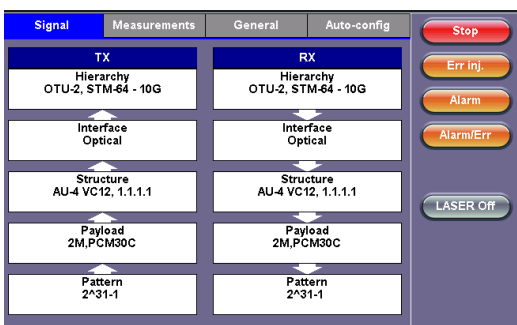 Signal Measurements General Auto-config
TX
Hierarchy
OTU-2, STM-64 - 10G
Interface
Optical
Structure
AU-4 VC12, 1.1.1.1
Payload
2M,PCM30C
Pattern
2^31-1
RX
Hierarchy
OTU-2, STM-64 - 10G
Interface
Optical
Structure
AU-4 VC12, 1.1.1.1
Payload
2M,PCM30C
Pattern
2^31-1
Stop
Err inj.
Alarm
Alarm/Err
LASER Off